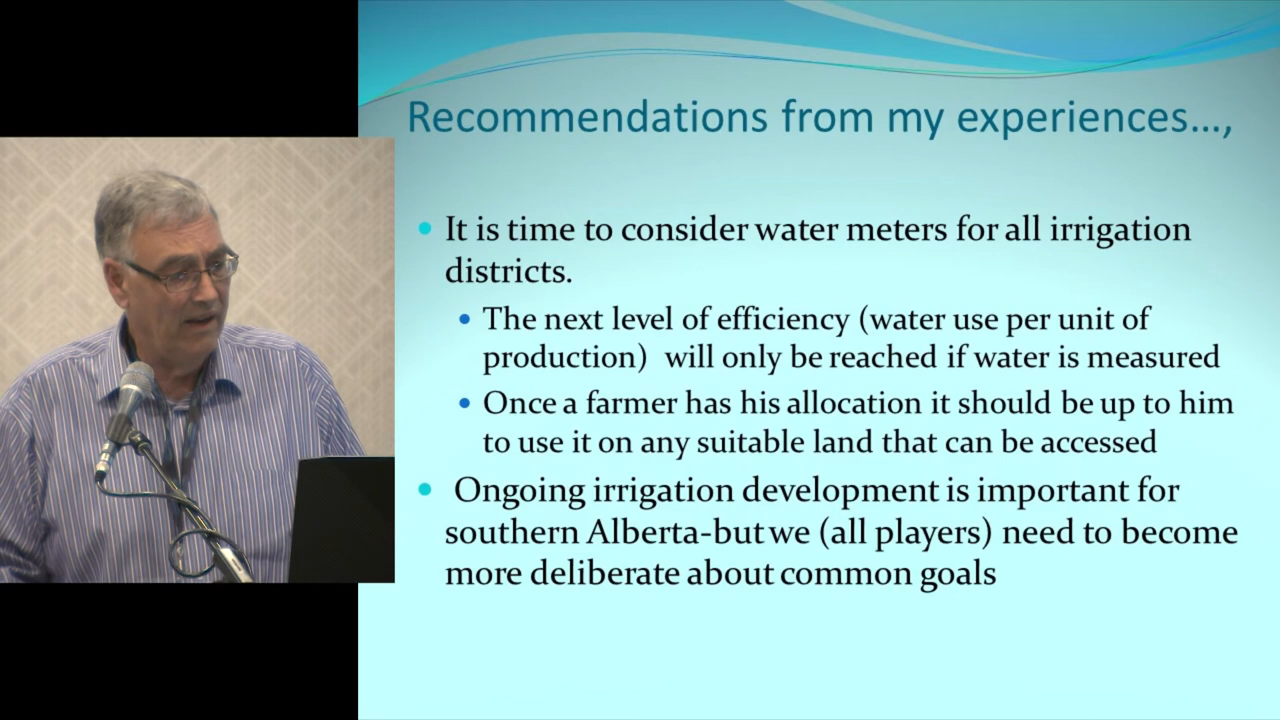 Recommendations from my experiences...,
• It is time to consider water meters for all irrigation
districts.
• The next level of efficiency (water use per unit of
production)  will only be reached if water is measured
• Once a farmer has his allocation it should be up to him
to use it on any suitable land that can be accessed
• Ongoing irrigation development is important for
southern Alberta-but we (all players) need to become
more deliberate about common goals